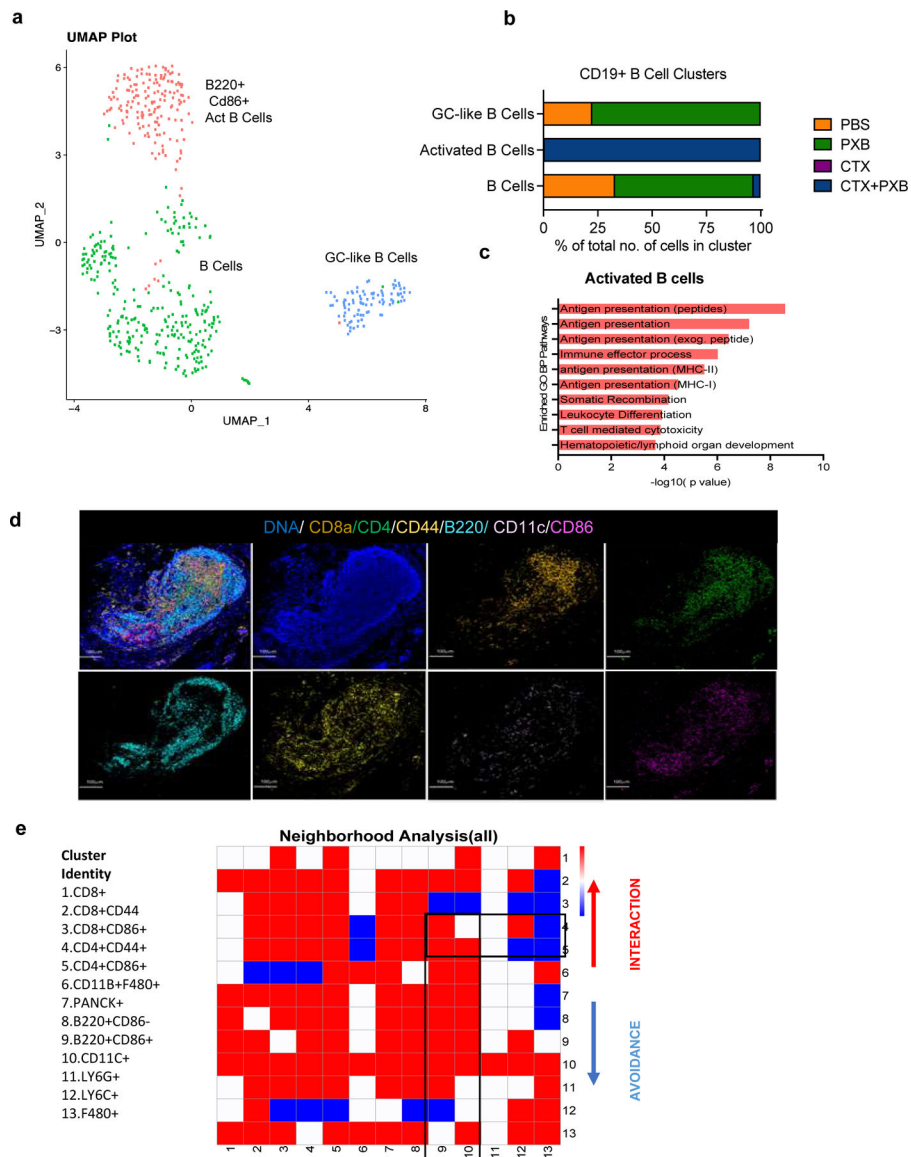 a
UMAP Plot
6
3
0
−3
−4
0
4
8
UMAP_2
UMAP_1
B220+
Cd86+
Act B Cells
B Cells
GC-like B Cells
b
CD19+ B Cell Clusters
GC-like B Cells
Activated B Cells
B Cells
0 25 50 75 100
% of total no. of cells in cluster
PBS
PXB
CTX
CTX+PXB
c
Activated B cells
Enriched GO BP Pathways
Antigen presentation (peptides)
Antigen presentation
Antigen presentation (exog. peptide)
Immune effector process
antigen presentation (MHC-II)
Antigen presentation (MHC-I)
Somatic Recombination
Leukocyte Differentiation
T cell mediated cytotoxicity
Hematopoietic/lymphoid organ development
0 2 4 6 8 10
-log10( p value)
d
DNA/ CD8a/CD4/CD44/B220/ CD11c/CD86
e
Neighborhood Analysis(all)
Cluster
Identity
1.CD8+
2.CD8+CD44
3.CD8+CD86+
4.CD4+CD44+
5.CD4+CD86+
6.CD11B+F480+
7.PANCK+
8.B220+CD86-
9.B220+CD86+
10.CD11C+
11.LY6G+
12.LY6C+
13.F480+
1
2
3
4
5
6
7
8
9
10
11
12
13
1 2 3 4 5 6 7 8 9 10 11 12 13
INTERACTION
AVOIDANCE